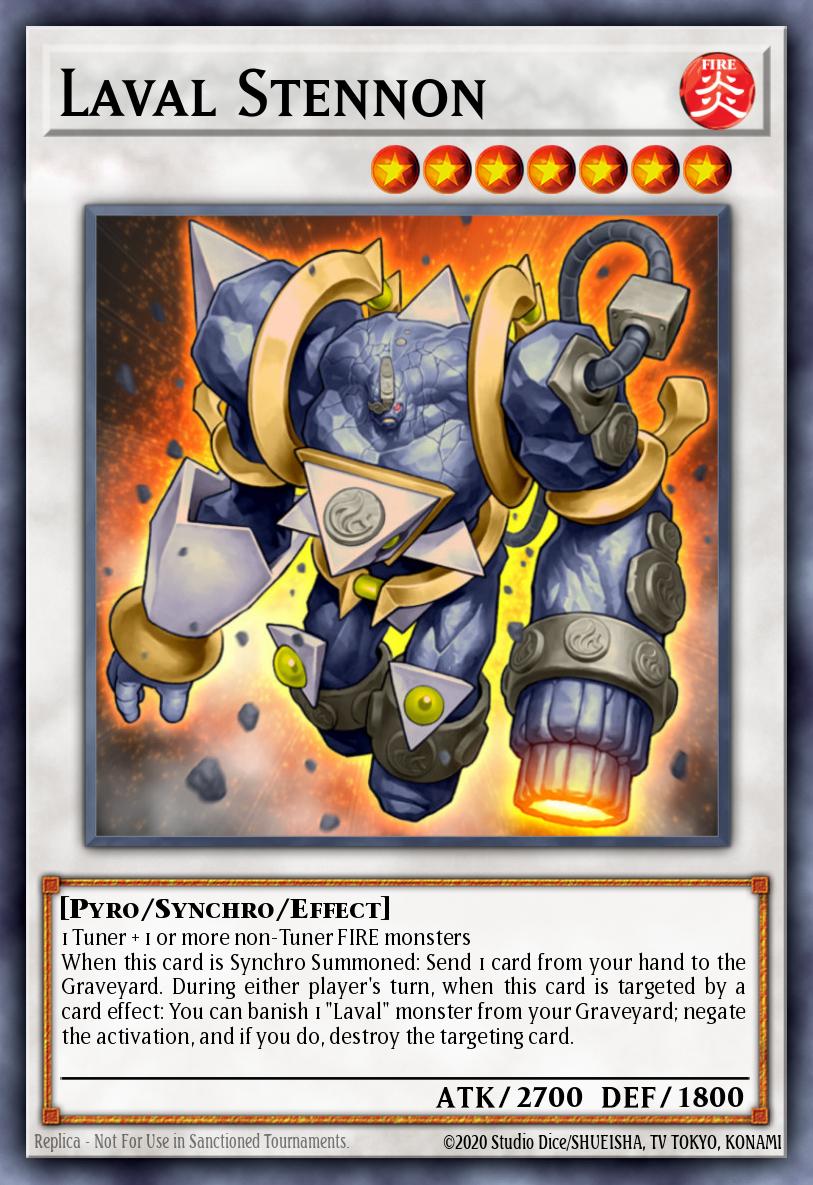 Laval Stennon
FIRE
炎
[Pyro/Synchro/Effect]
1 Tuner + 1 or more non-Tuner FIRE monsters
When this card is Synchro Summoned: Send 1 card from your hand to the
Graveyard. During either player's turn, when this card is targeted by a
card effect: You can banish 1 "Laval" monster from your Graveyard; negate
the activation, and if you do, destroy the targeting card.
ATK/2700 DEF/1800
Replica - Not For Use in Sanctioned Tournaments.
©2020 Studio Dice/SHUEISHA, TV TOKYO, KONAMI